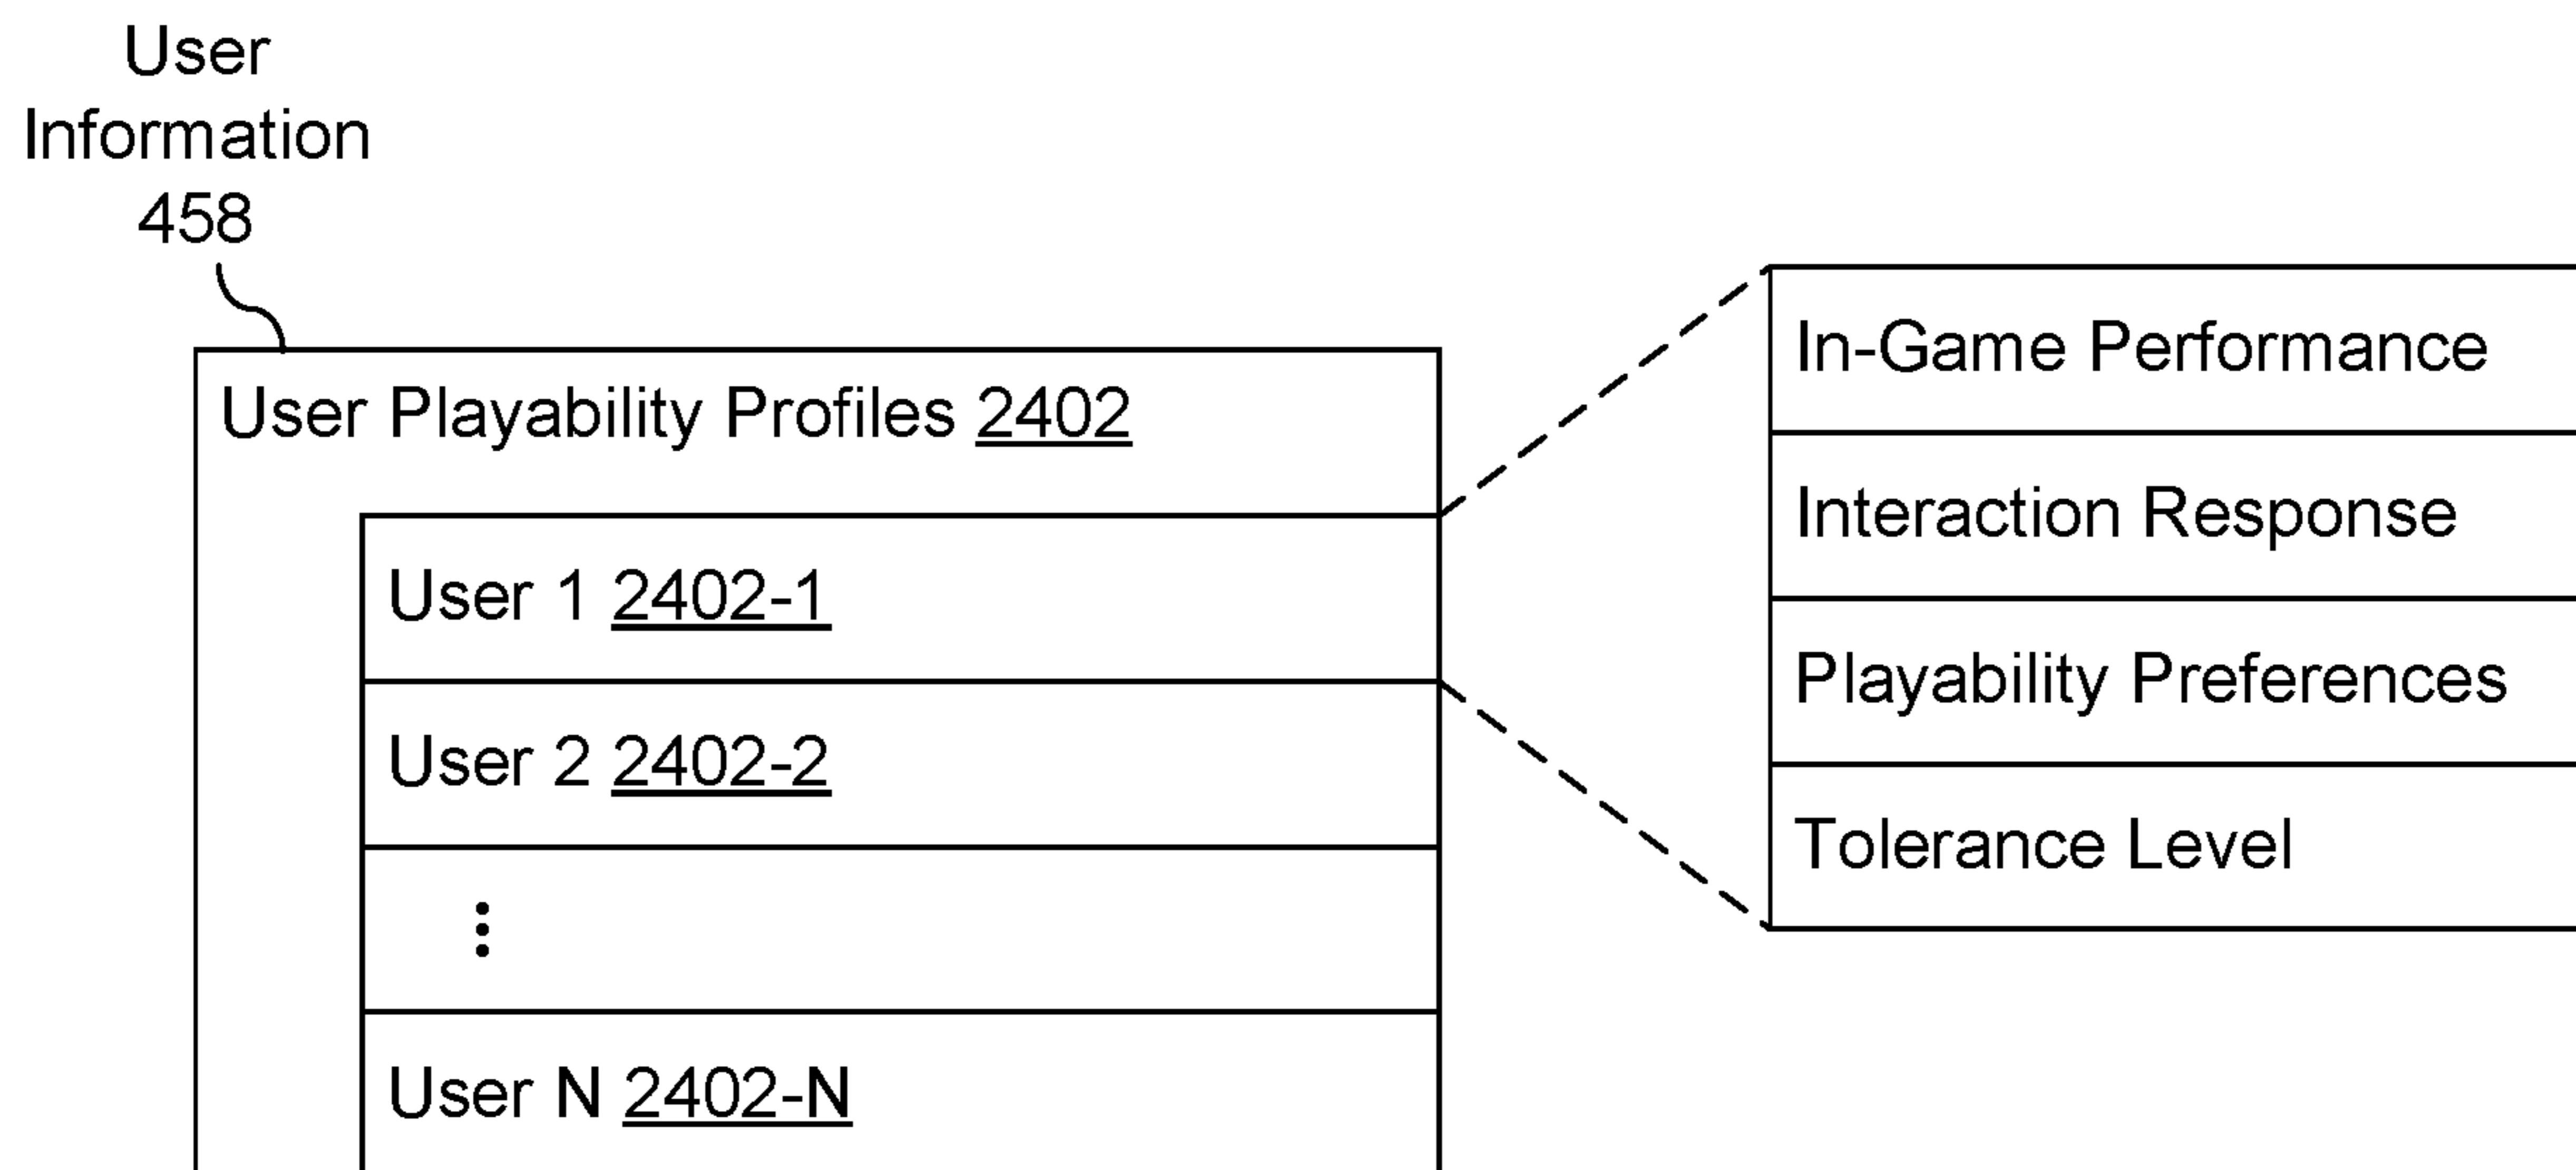 User
Information
458
User Playability Profiles 2402
User 1 2402-1
User 2 2402-2
User N 2402-N
In-Game Performance
Interaction Response
Playability Preferences
Tolerance Level